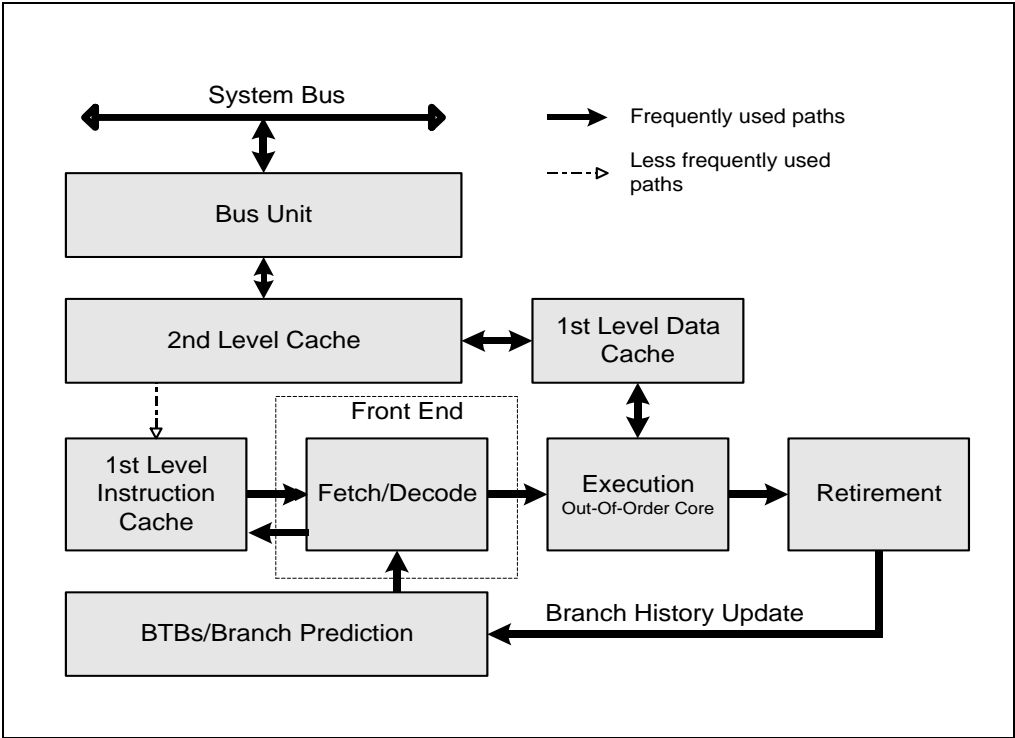 System Bus
Frequently used paths
Less frequently used
paths
Bus Unit
2nd Level Cache
1st Level Data
Cache
Front End
1st Level
Instruction
Cache
Fetch/Decode
Execution
Out-Of-Order Core
Retirement
BTBs/Branch Prediction
Branch History Update